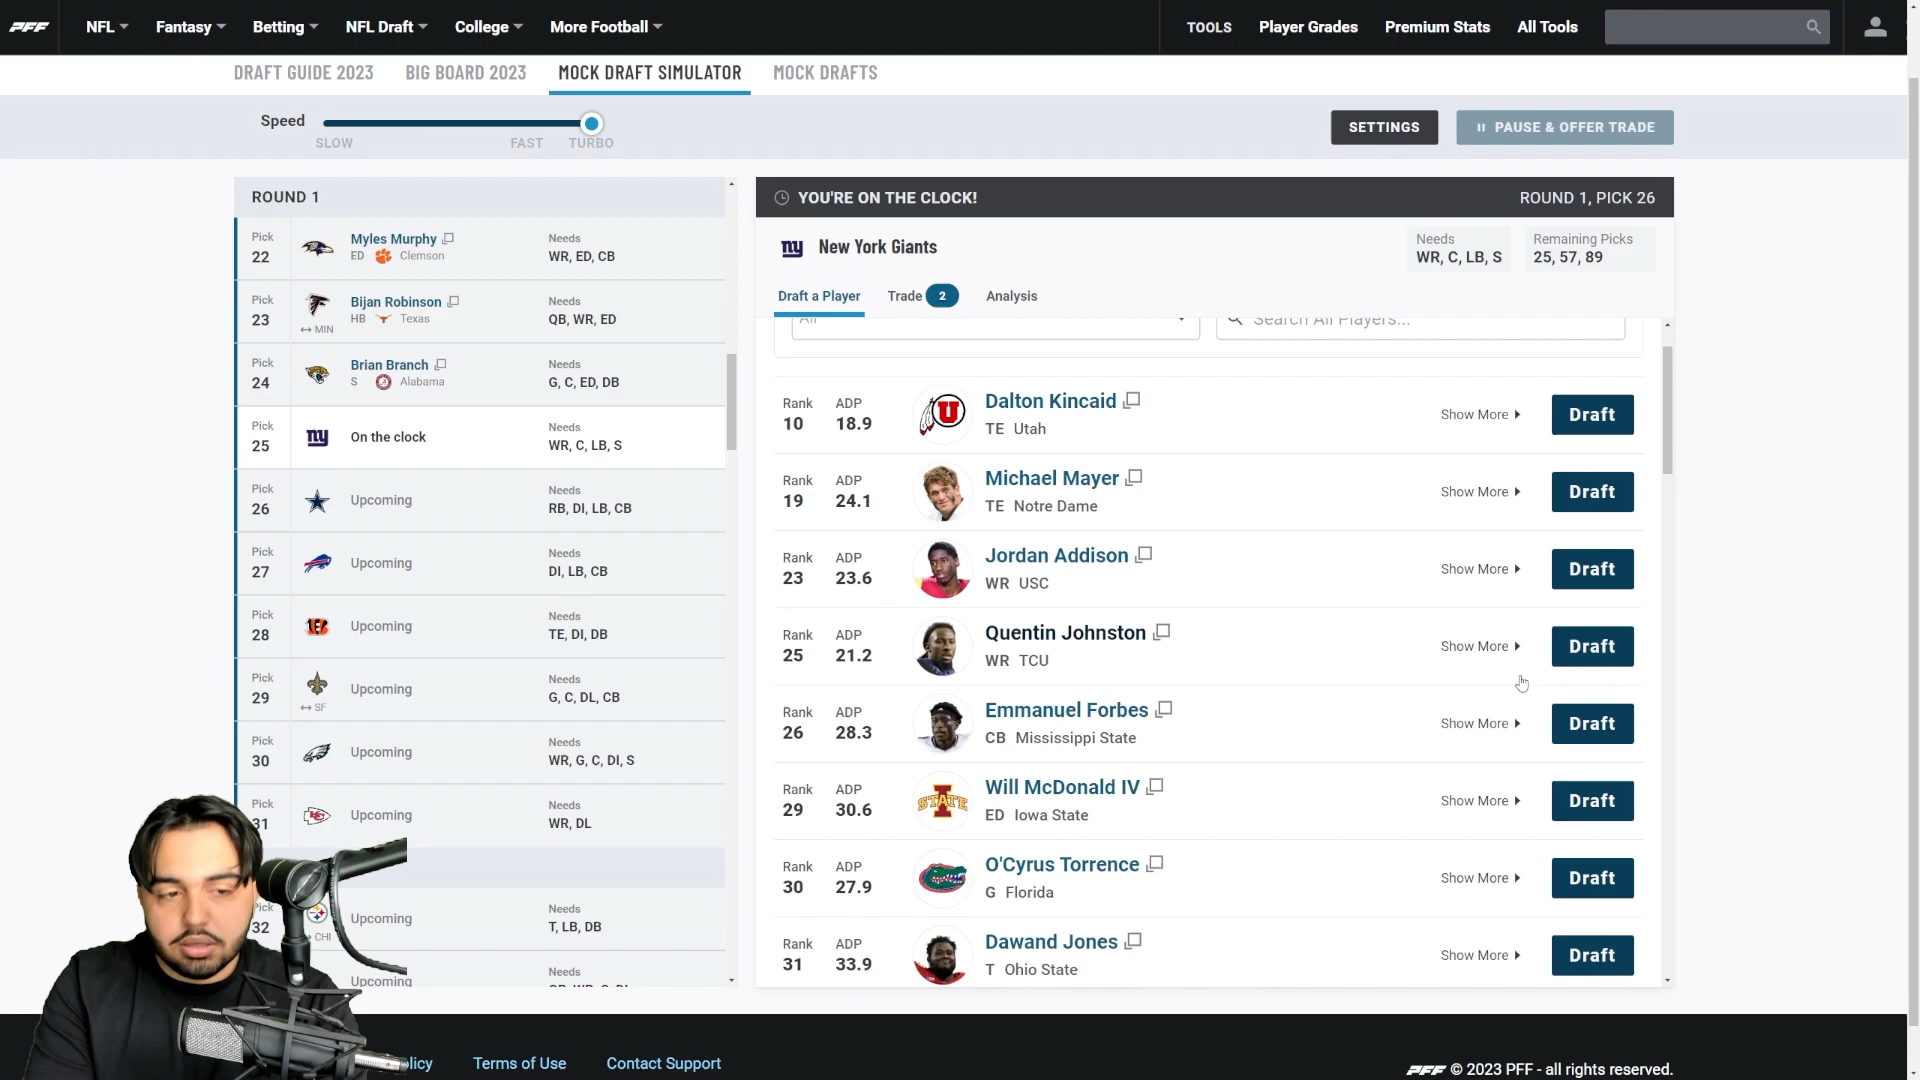 PFF
NFL Fantasy Betting NFL Draft College More Football TOOLS Player Grades Premium Stats All Tools
DRAFT GUIDE 2023 BIG BOARD 2023 MOCK DRAFT SIMULATOR MOCK DRAFTS
Speed
SLOW FAST TURBO
SETTINGS PAUSE & OFFER TRADE
ROUND 1
Pick 22 Myles Murphy Needs
ED Clemson WR, ED, CB
Pick 23 Bijan Robinson Needs
HB Texas QB, WR, ED
MIN
Pick 24 Brian Branch Needs
S Alabama G, C, ED, DB
Pick 25 ny On the clock Needs
WR, C, LB, S
Pick 26 Upcoming Needs
RB, DI, LB, CB
Pick 27 Upcoming Needs
DI, LB, CB
Pick 28 Upcoming Needs
TE, DI, DB
Pick 29 Upcoming Needs
SF G, C, DL, CB
Pick 30 Upcoming Needs
WR, G, C, DI, S
Pick 31 Upcoming Needs
WR, DL
Pick 32 Upcoming Needs
CHI T, LB, DB
Upcoming Needs
YOU'RE ON THE CLOCK! ROUND 1, PICK 26
ny New York Giants
Needs
WR, C, LB, S
Remaining Picks
25, 57, 89
Draft a Player Trade 2 Analysis
All Search All Players...
Rank 10 ADP 18.9 Dalton Kincaid Show More Draft
TE Utah
Rank 19 ADP 24.1 Michael Mayer Show More Draft
TE Notre Dame
Rank 23 ADP 23.6 Jordan Addison Show More Draft
WR USC
Rank 25 ADP 21.2 Quentin Johnston Show More Draft
WR TCU
Rank 26 ADP 28.3 Emmanuel Forbes Show More Draft
CB Mississippi State
Rank 29 ADP 30.6 STATE Will McDonald IV Show More Draft
ED Iowa State
Rank 30 ADP 27.9 O'Cyrus Torrence Show More Draft
G Florida
Rank 31 ADP 33.9 Dawand Jones Show More Draft
T Ohio State
licy Terms of Use Contact Support
PFF © 2023 PFF - all rights reserved.